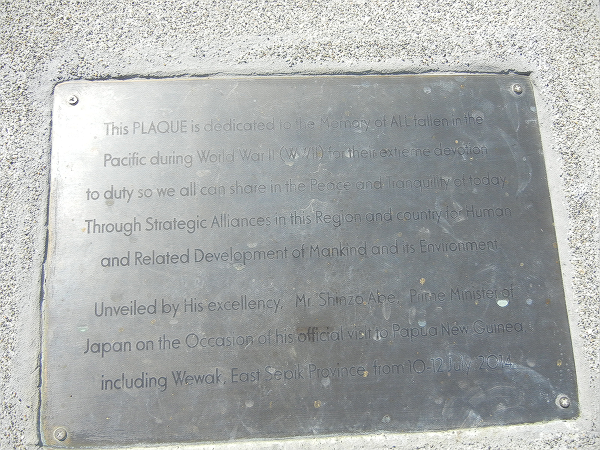 This PLAQUE is dedicated to the Memory of ALL fallen in the
Pacific during World War II (WWII) for their extreme devotion
to duty so we all can share in the Peace and Tranquility of today
Through Strategic Alliances in this Region and country for Human
and Related Development of Mankind and its Environment.
Unveiled by His excellency, Mr. Shinzo Abe, Prime Minister of
Japan on the Occasion of his official visit to Papua New Guinea
including Wewak, East Sepik Province, from 10-12 July 2014.